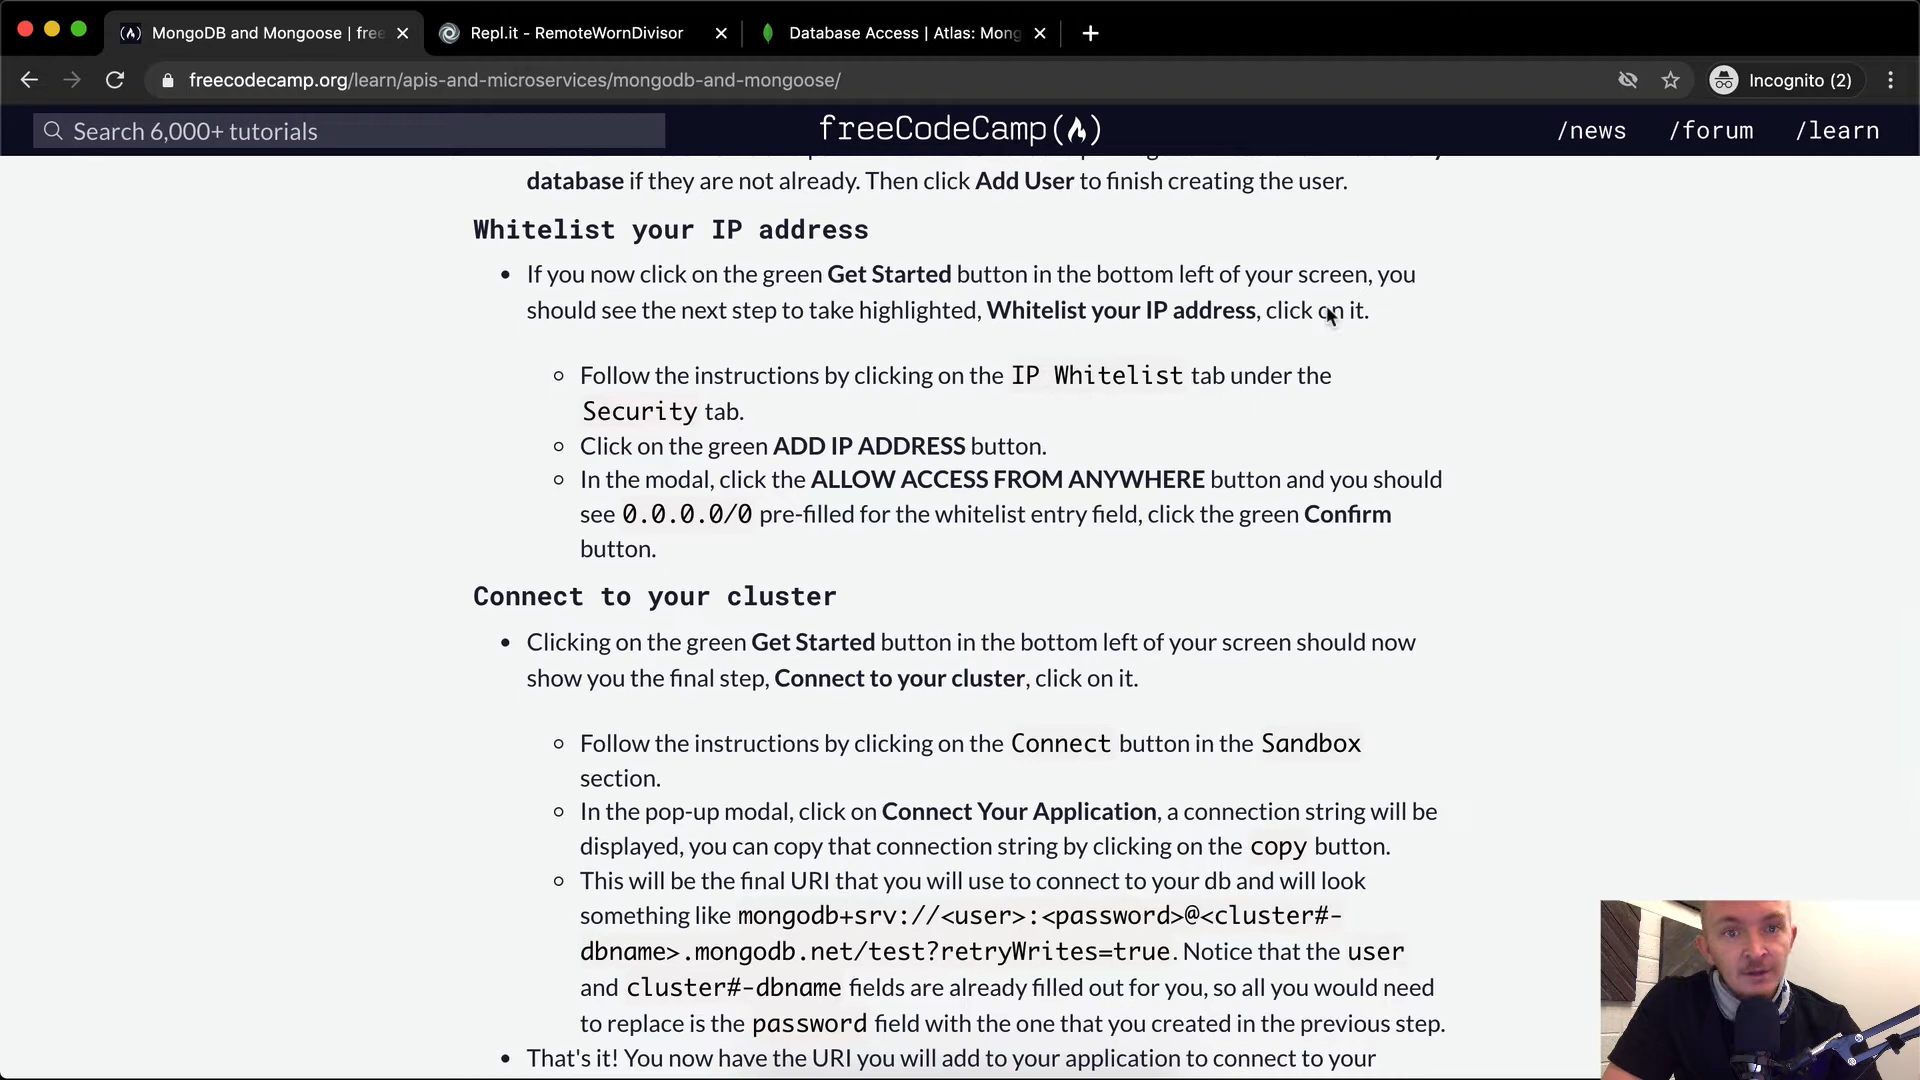 MongoDB and Mongoose | free
Repl.it - RemoteWornDivisor
Database Access | Atlas: Mong
freecodecamp.org/learn/apis-and-microservices/mongodb-and-mongoose/
Incognito (2)
Search 6,000+ tutorials
freeCodeCamp
/news
/forum
/learn
database if they are not already. Then click Add User to finish creating the user.
Whitelist your IP address
If you now click on the green Get Started button in the bottom left of your screen, you
should see the next step to take highlighted, Whitelist your IP address, click on it.
Follow the instructions by clicking on the IP Whitelist tab under the
Security tab.
Click on the green ADD IP ADDRESS button.
In the modal, click the ALLOW ACCESS FROM ANYWHERE button and you should
see 0.0.0.0/0 pre-filled for the whitelist entry field, click the green Confirm
button.
Connect to your cluster
Clicking on the green Get Started button in the bottom left of your screen should now
show you the final step, Connect to your cluster, click on it.
Follow the instructions by clicking on the Connect button in the Sandbox
section.
In the pop-up modal, click on Connect Your Application, a connection string will be
displayed, you can copy that connection string by clicking on the copy button.
This will be the final URI that you will use to connect to your db and will look
something like mongodb+srv://<user>:<password>@<cluster#-
dbname>.mongodb.net/test?retryWrites=true. Notice that the user
and cluster#-dbname fields are already filled out for you, so all you would need
to replace is the password field with the one that you created in the previous step.
That's it! You now have the URI you will add to your application to connect to your